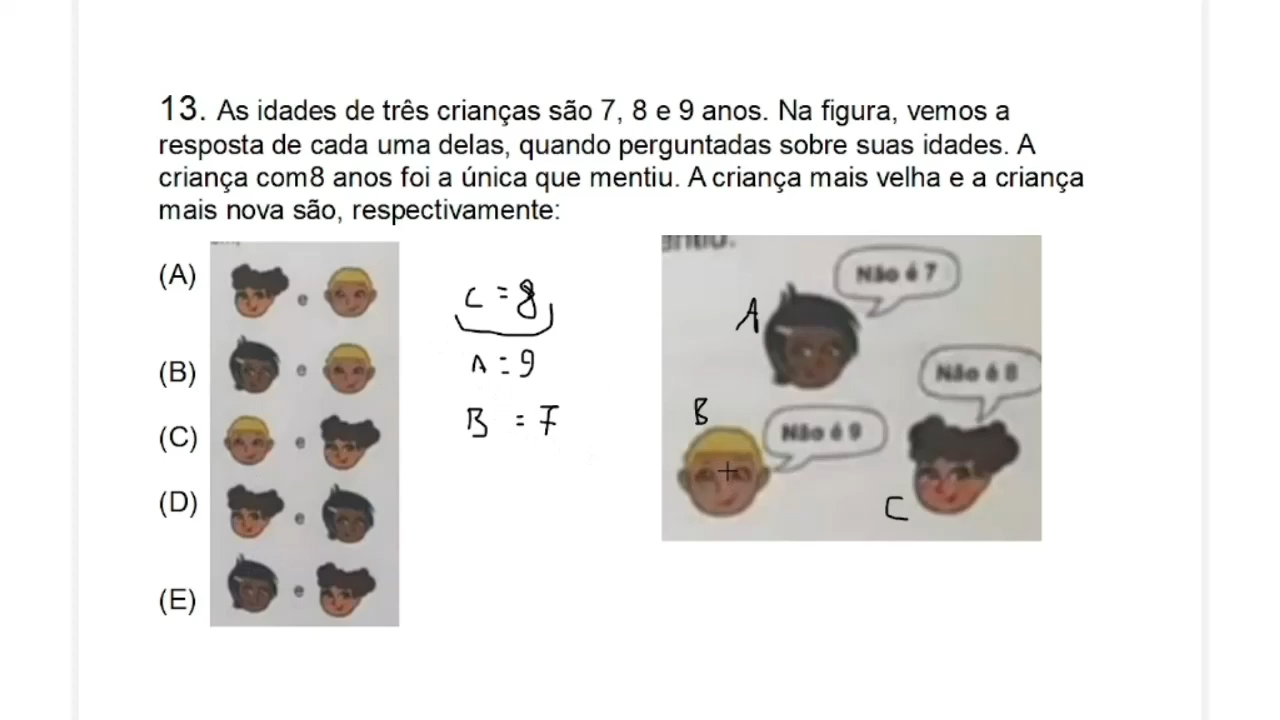 13. As idades de três crianças são 7, 8 e 9 anos. Na figura, vemos a
resposta de cada uma delas, quando perguntadas sobre suas idades. A
criança com8 anos foi a única que mentiu. A criança mais velha e a criança
mais nova são, respectivamente:
(A)
e
(B)
e
(C)
e
(D)
e
(E)
e
C = 8
A = 9
B = 7
Não é 7
A
Não é 8
B
Não é 9
C